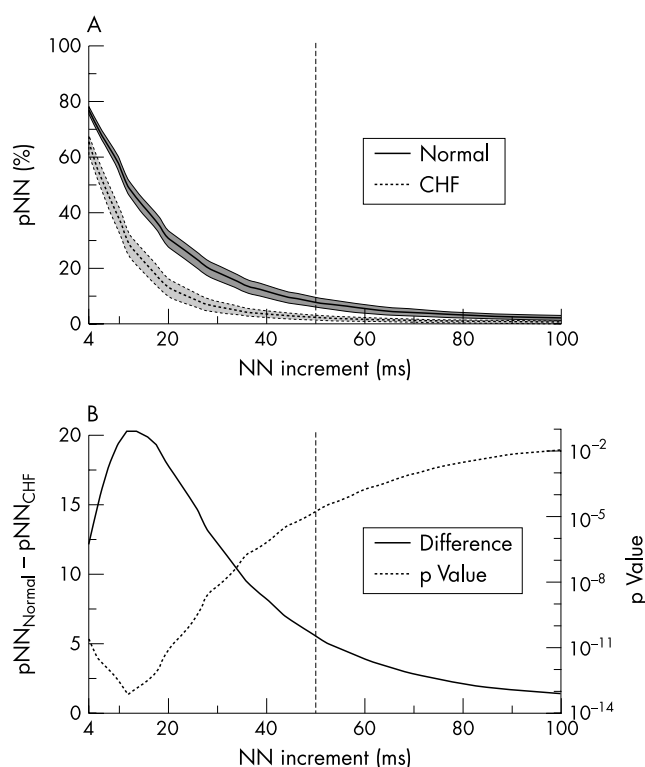 A
100
80
60
40
20
0
pNN (%)
Normal
CHF
4 20 40 60 80 100
NN increment (ms)
B
20
15
10
5
0
pNN_Normal – pNN_CHF
Difference
p Value
10^–2
10^–5
10^–8
10^–11
10^–14
p Value
4 20 40 60 80 100
NN increment (ms)